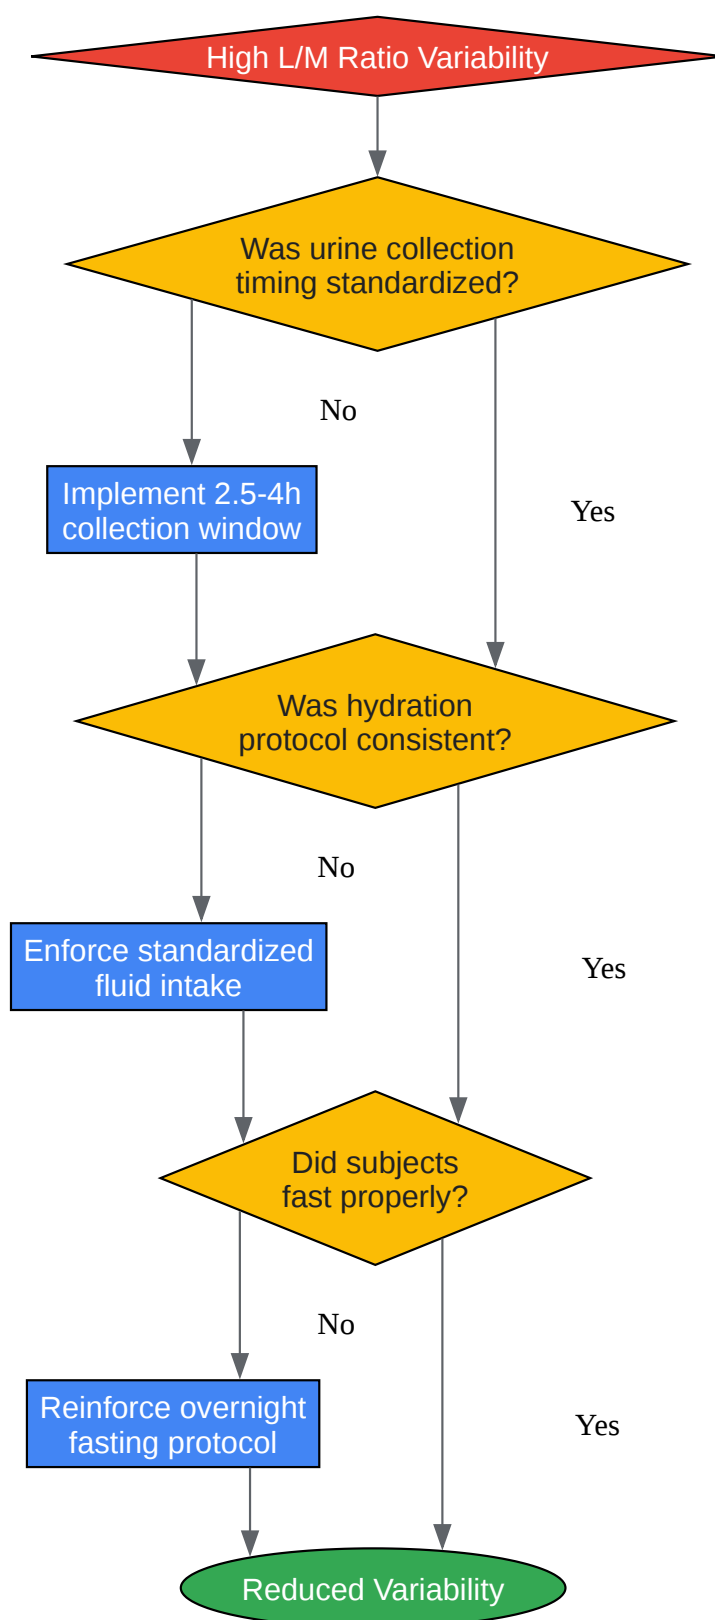 High L/M Ratio Variability
Was urine collection
timing standardized?
No
Implement 2.5-4h
collection window
Yes
Was hydration
protocol consistent?
No
Enforce standardized
fluid intake
Yes
Did subjects
fast properly?
No
Reinforce overnight
fasting protocol
Yes
Reduced Variability